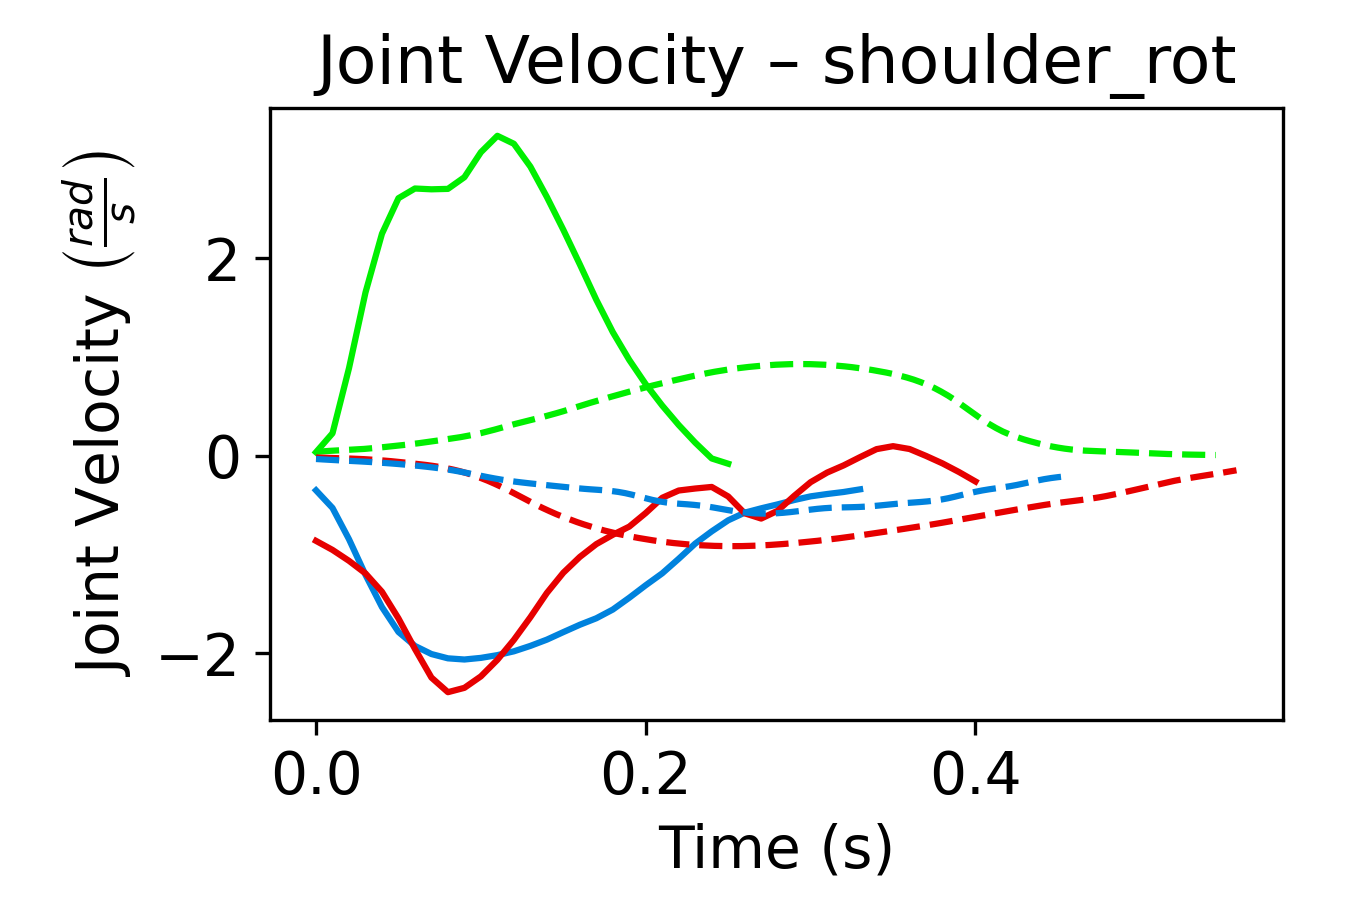 Joint Velocity – shoulder_rot
Joint Velocity (rad/s)
2
0
−2
0.0 0.2 0.4
Time (s)